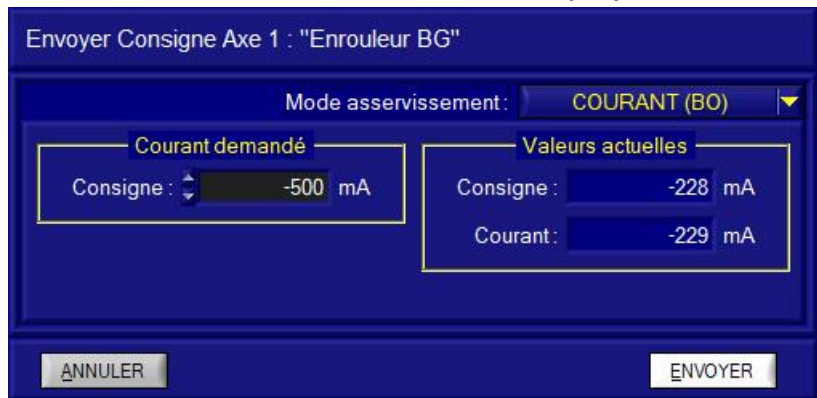 Envoyer Consigne Axe 1 : "Enrouleur BG"
Mode asservissement : COURANT (BO)
Courant demandé
Consigne : -500 mA
Valeurs actuelles
Consigne : -228 mA
Courant : -229 mA
ANNULER
ENVOYER